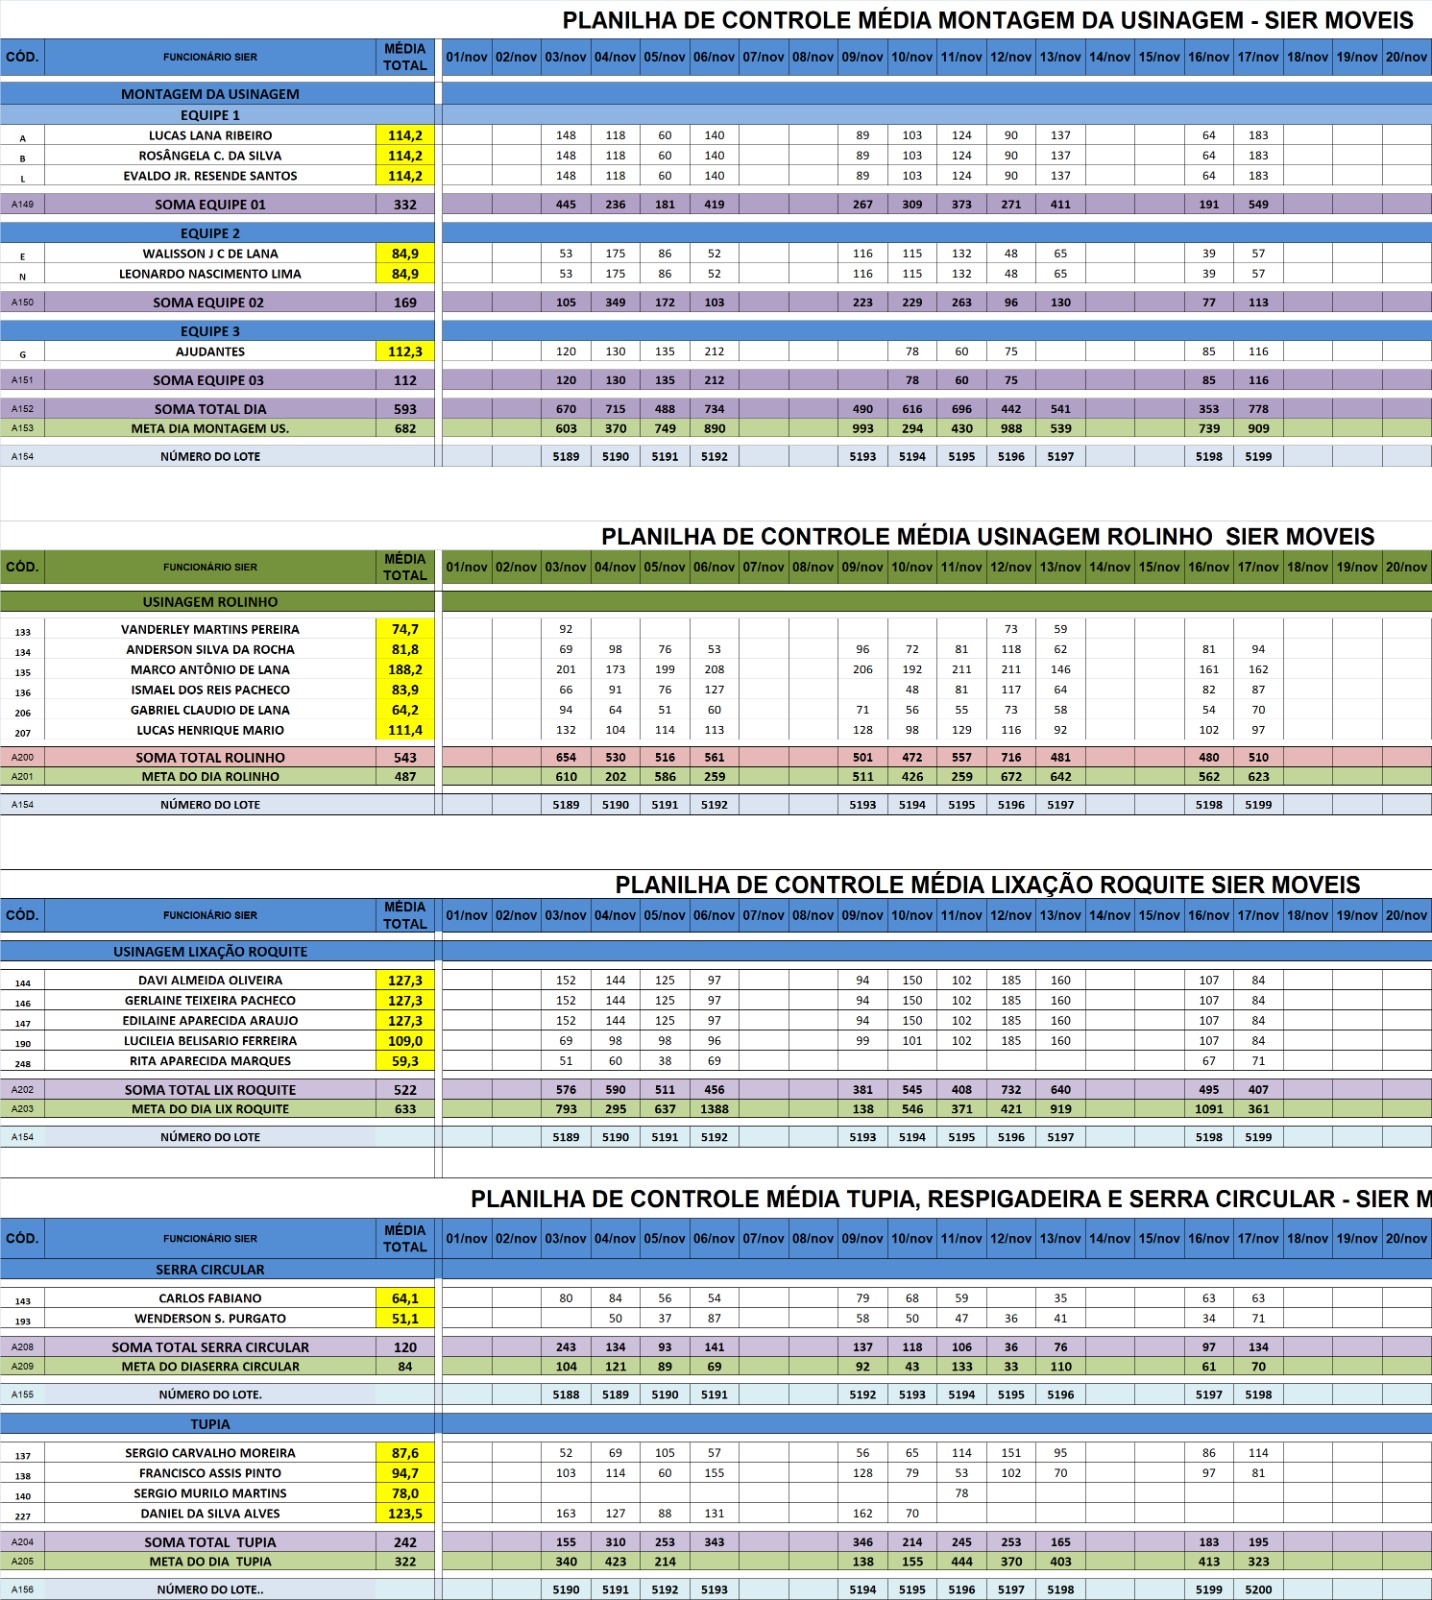 PLANILHA DE CONTROLE MÉDIA MONTAGEM DA USINAGEM - SIER MOVEIS
CÓD. FUNCIONÁRIO SIER MÉDIA TOTAL 01/nov 02/nov 03/nov 04/nov 05/nov 06/nov 07/nov 08/nov 09/nov 10/nov 11/nov 12/nov 13/nov 14/nov 15/nov 16/nov 17/nov 18/nov 19/nov 20/nov
MONTAGEM DA USINAGEM
EQUIPE 1
A LUCAS LANA RIBEIRO 114,2 148 118 60 140 89 103 124 90 137 64 183
B ROSÂNGELA C. DA SILVA 114,2 148 118 60 140 89 103 124 90 137 64 183
L EVALDO JR. RESENDE SANTOS 114,2 148 118 60 140 89 103 124 90 137 64 183
A149 SOMA EQUIPE 01 332 445 236 181 419 267 309 373 271 411 191 549
EQUIPE 2
E WALISSON J C DE LANA 84,9 53 175 86 52 116 115 132 48 65 39 57
N LEONARDO NASCIMENTO LIMA 84,9 53 175 86 52 116 115 132 48 65 39 57
A150 SOMA EQUIPE 02 169 105 349 172 103 223 229 263 96 130 77 113
EQUIPE 3
G AJUDANTES 112,3 120 130 135 212 78 60 75 85 116
A151 SOMA EQUIPE 03 112 120 130 135 212 78 60 75 85 116
A152 SOMA TOTAL DIA 593 670 715 488 734 490 616 696 442 541 353 778
A153 META DIA MONTAGEM US. 682 603 370 749 890 993 294 430 988 539 739 909
A154 NÚMERO DO LOTE 5189 5190 5191 5192 5193 5194 5195 5196 5197 5198 5199
PLANILHA DE CONTROLE MÉDIA USINAGEM ROLINHO SIER MOVEIS
CÓD. FUNCIONÁRIO SIER MÉDIA TOTAL 01/nov 02/nov 03/nov 04/nov 05/nov 06/nov 07/nov 08/nov 09/nov 10/nov 11/nov 12/nov 13/nov 14/nov 15/nov 16/nov 17/nov 18/nov 19/nov 20/nov
USINAGEM ROLINHO
133 VANDERLEY MARTINS PEREIRA 74,7 92 73 59
134 ANDERSON SILVA DA ROCHA 81,8 69 98 76 53 96 72 81 118 62 81 94
135 MARCO ANTÔNIO DE LANA 188,2 201 173 199 208 206 192 211 211 146 161 162
136 ISMAEL DOS REIS PACHECO 83,9 66 91 76 127 48 81 117 64 82 87
206 GABRIEL CLAUDIO DE LANA 64,2 94 64 51 60 71 56 55 73 58 54 70
207 LUCAS HENRIQUE MARIO 111,4 132 104 114 113 128 98 129 116 92 102 97
A200 SOMA TOTAL ROLINHO 543 654 530 516 561 501 472 557 716 481 480 510
A201 META DO DIA ROLINHO 487 610 202 586 259 511 426 259 672 642 562 623
A154 NÚMERO DO LOTE 5189 5190 5191 5192 5193 5194 5195 5196 5197 5198 5199
PLANILHA DE CONTROLE MÉDIA LIXAÇÃO ROQUITE SIER MOVEIS
CÓD. FUNCIONÁRIO SIER MÉDIA TOTAL 01/nov 02/nov 03/nov 04/nov 05/nov 06/nov 07/nov 08/nov 09/nov 10/nov 11/nov 12/nov 13/nov 14/nov 15/nov 16/nov 17/nov 18/nov 19/nov 20/nov
USINAGEM LIXAÇÃO ROQUITE
144 DAVI ALMEIDA OLIVEIRA 127,3 152 144 125 97 94 150 102 185 160 107 84
146 GERLAINE TEIXEIRA PACHECO 127,3 152 144 125 97 94 150 102 185 160 107 84
147 EDILAINE APARECIDA ARAUJO 127,3 152 144 125 97 94 150 102 185 160 107 84
190 LUCILEIA BELISARIO FERREIRA 109,0 69 98 98 96 99 101 102 185 160 107 84
248 RITA APARECIDA MARQUES 59,3 51 60 38 69 67 71
A202 SOMA TOTAL LIX ROQUITE 522 576 590 511 456 381 545 408 732 640 495 407
A203 META DO DIA LIX ROQUITE 633 793 295 637 1388 138 546 371 421 919 1091 361
A154 NÚMERO DO LOTE 5189 5190 5191 5192 5193 5194 5195 5196 5197 5198 5199
PLANILHA DE CONTROLE MÉDIA TUPIA, RESPIGADEIRA E SERRA CIRCULAR - SIER M
CÓD. FUNCIONÁRIO SIER MÉDIA TOTAL 01/nov 02/nov 03/nov 04/nov 05/nov 06/nov 07/nov 08/nov 09/nov 10/nov 11/nov 12/nov 13/nov 14/nov 15/nov 16/nov 17/nov 18/nov 19/nov 20/nov
SERRA CIRCULAR
143 CARLOS FABIANO 64,1 80 84 56 54 79 68 59 35 63 63
193 WENDERSON S. PURGATO 51,1 50 37 87 58 50 47 36 41 34 71
A208 SOMA TOTAL SERRA CIRCULAR 120 243 134 93 141 137 118 106 36 76 97 134
A209 META DO DIASERRA CIRCULAR 84 104 121 89 69 92 43 133 33 110 61 70
A155 NÚMERO DO LOTE. 5188 5189 5190 5191 5192 5193 5194 5195 5196 5197 5198
TUPIA
137 SERGIO CARVALHO MOREIRA 87,6 52 69 105 57 56 65 114 151 95 86 114
138 FRANCISCO ASSIS PINTO 94,7 103 114 60 155 128 79 53 102 70 97 81
140 SERGIO MURILO MARTINS 78,0 78
227 DANIEL DA SILVA ALVES 123,5 163 127 88 131 162 70
A204 SOMA TOTAL TUPIA 242 155 310 253 343 346 214 245 253 165 183 195
A205 META DO DIA TUPIA 322 340 423 214 138 155 444 370 403 413 323
A156 NÚMERO DO LOTE.. 5190 5191 5192 5193 5194 5195 5196 5197 5198 5199 5200